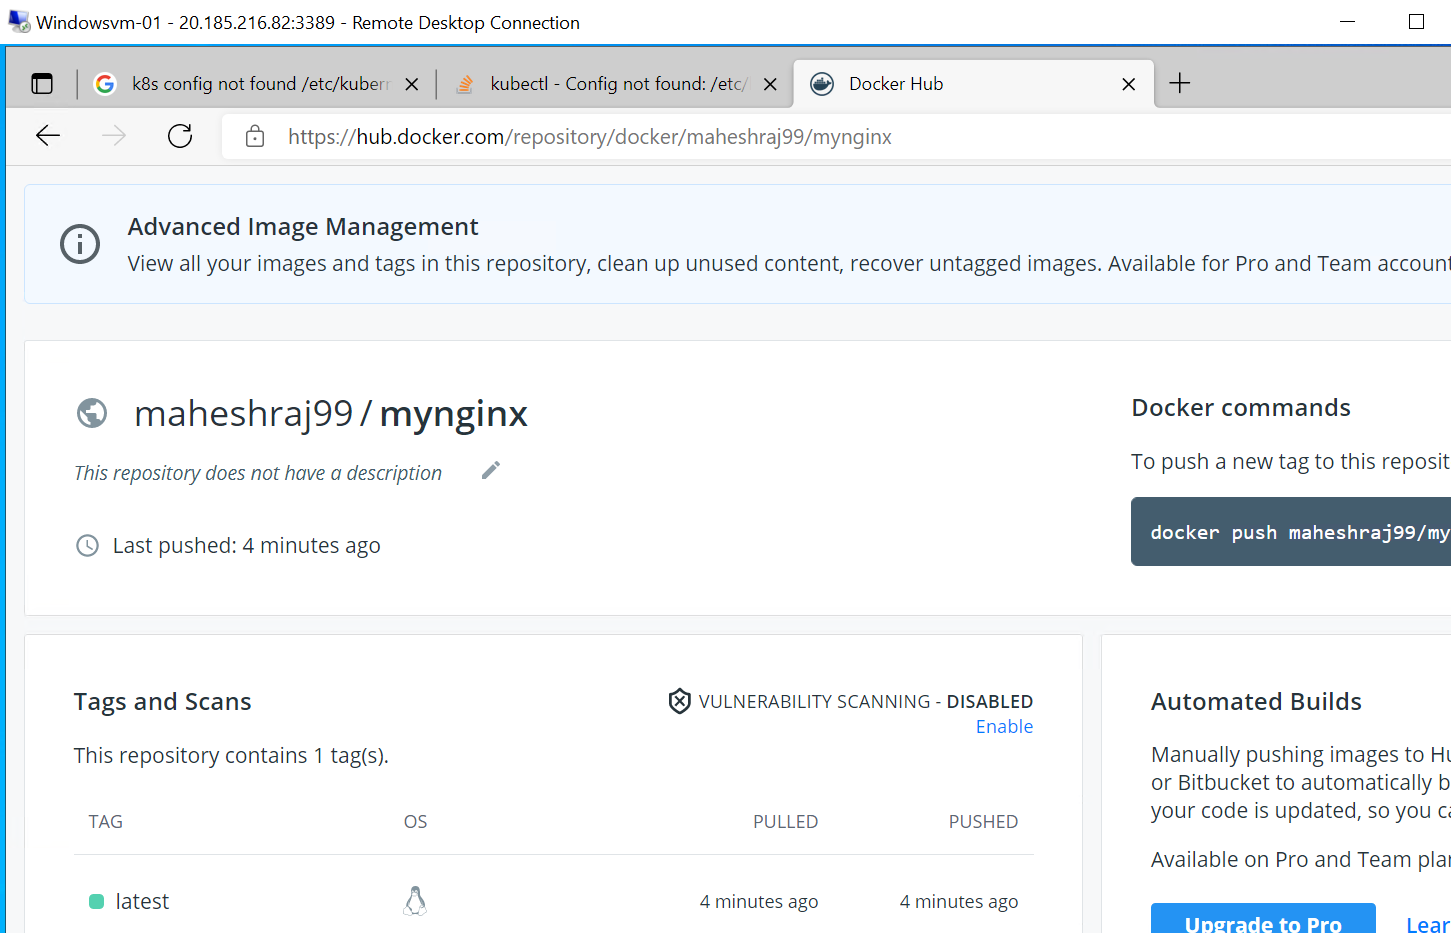 Windowsvm-01 - 20.185.216.82:3389 - Remote Desktop Connection
k8s config not found /etc/kubern
kubectl - Config not found: /etc/
Docker Hub
https://hub.docker.com/repository/docker/maheshraj99/mynginx
Advanced Image Management
View all your images and tags in this repository, clean up unused content, recover untagged images. Available for Pro and Team account
maheshraj99 / mynginx
This repository does not have a description
Last pushed: 4 minutes ago
Docker commands
To push a new tag to this reposit
docker push maheshraj99/my
Tags and Scans
VULNERABILITY SCANNING - DISABLED
Enable
This repository contains 1 tag(s).
TAG OS PULLED PUSHED
latest 4 minutes ago 4 minutes ago
Automated Builds
Manually pushing images to Hu
or Bitbucket to automatically b
your code is updated, so you ca
Available on Pro and Team plan
Upgrade to Pro Lear